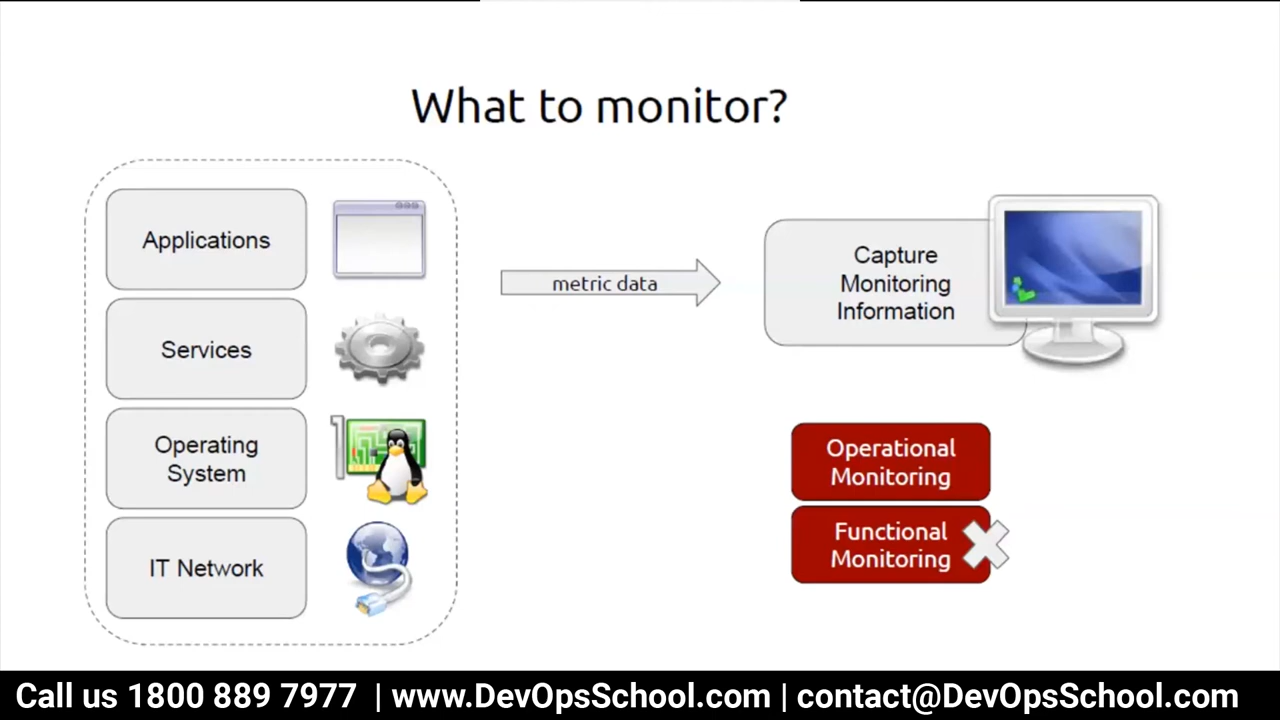 What to monitor?
Applications
Services
Operating
System
IT Network
metric data
Capture
Monitoring
Information
Operational
Monitoring
Functional
Monitoring
Call us 1800 889 7977 | www.DevOpsSchool.com | contact@DevOpsSchool.com